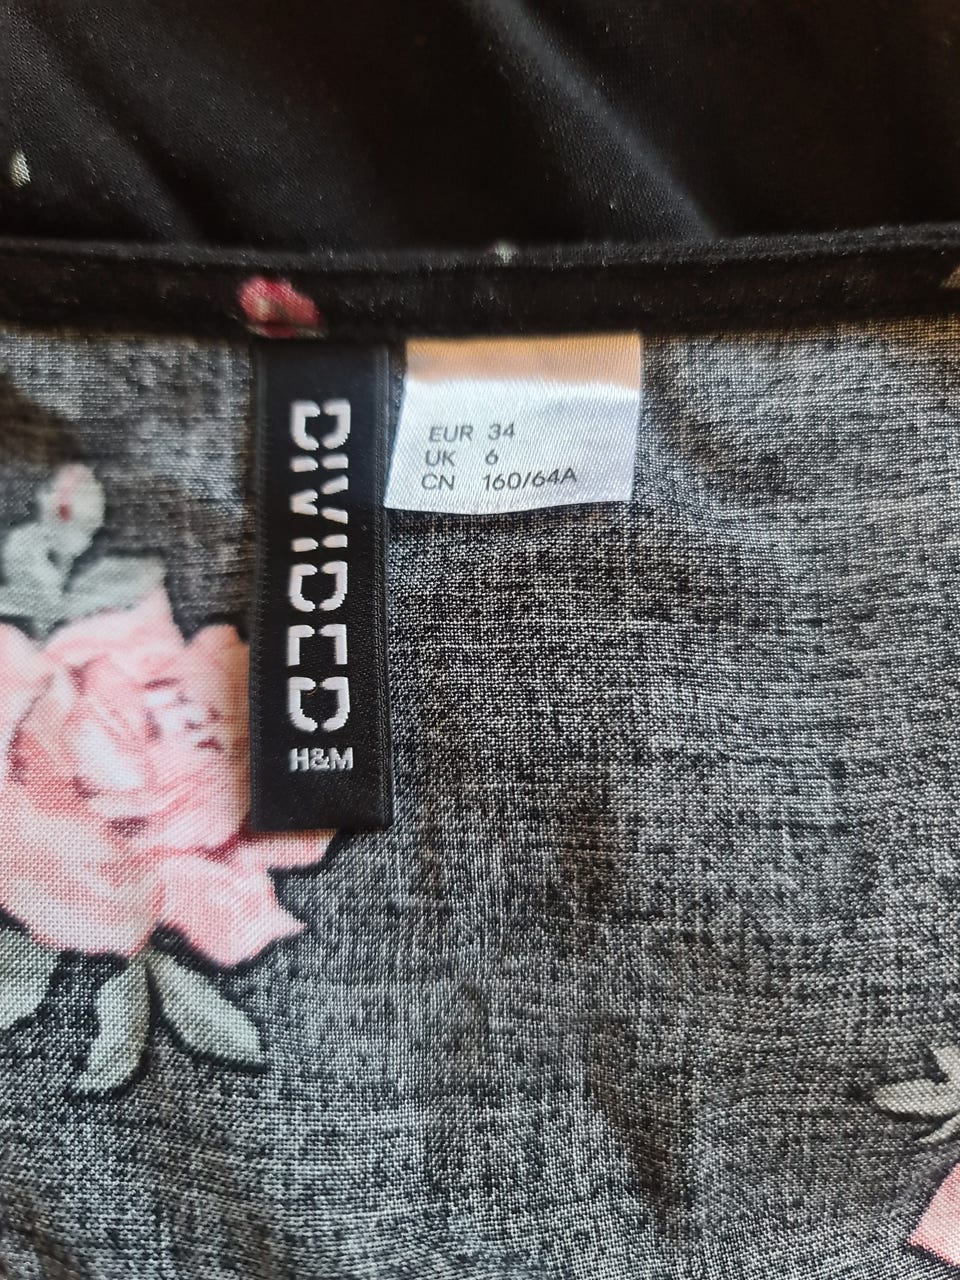 DIVIDED
H&M
EUR 34
UK 6
CN 160/64A